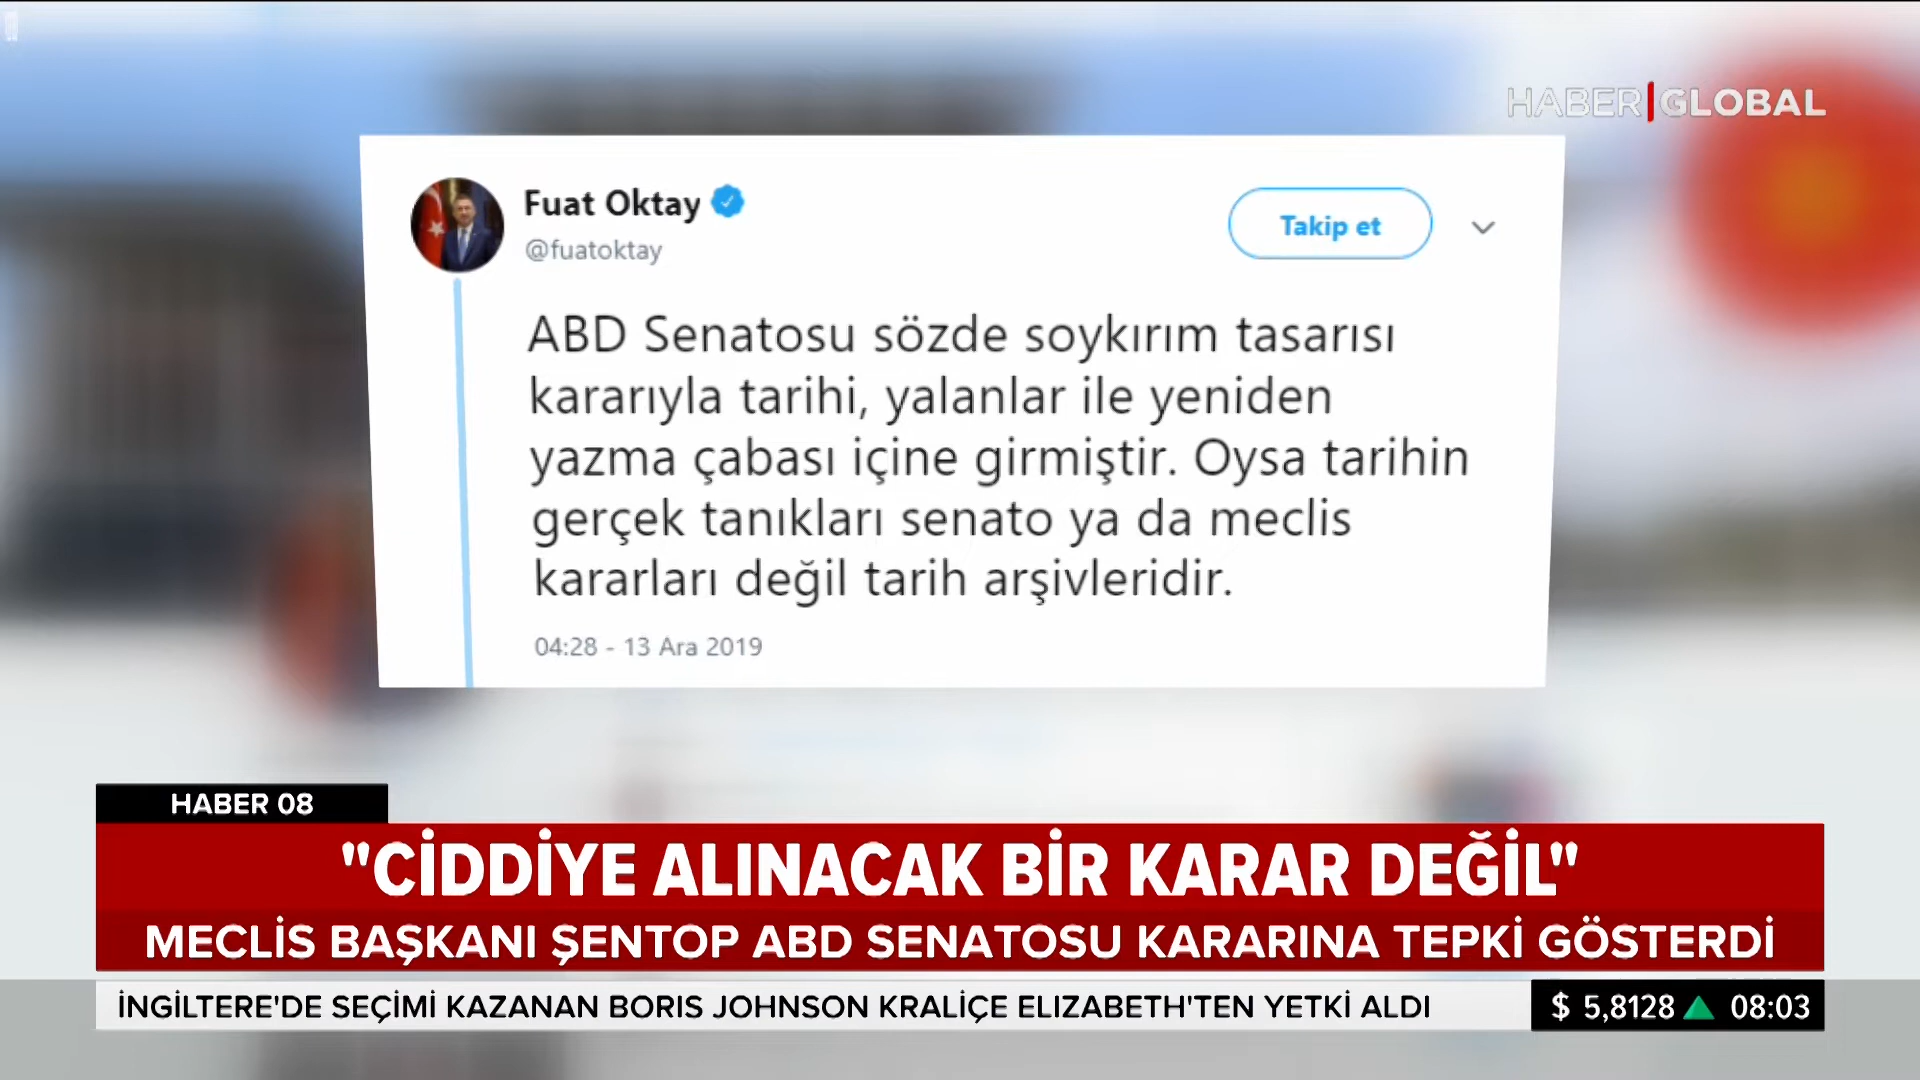 HABER GLOBAL
Fuat Oktay
@fuatoktay
Takip et
ABD Senatosu sözde soykırım tasarısı
kararıyla tarihi, yalanlar ile yeniden
yazma çabası içine girmiştir. Oysa tarihin
gerçek tanıkları senato ya da meclis
kararları değil tarih arşivleridir.
04:28 - 13 Ara 2019
HABER 08
"CİDDİYE ALINACAK BİR KARAR DEĞİL"
MECLİS BAŞKANI ŞENTOP ABD SENATOSU KARARINA TEPKİ GÖSTERDİ
İNGİLTERE'DE SEÇİMİ KAZANAN BORIS JOHNSON KRALİÇE ELIZABETH'TEN YETKİ ALDI
$ 5,8128 08:03